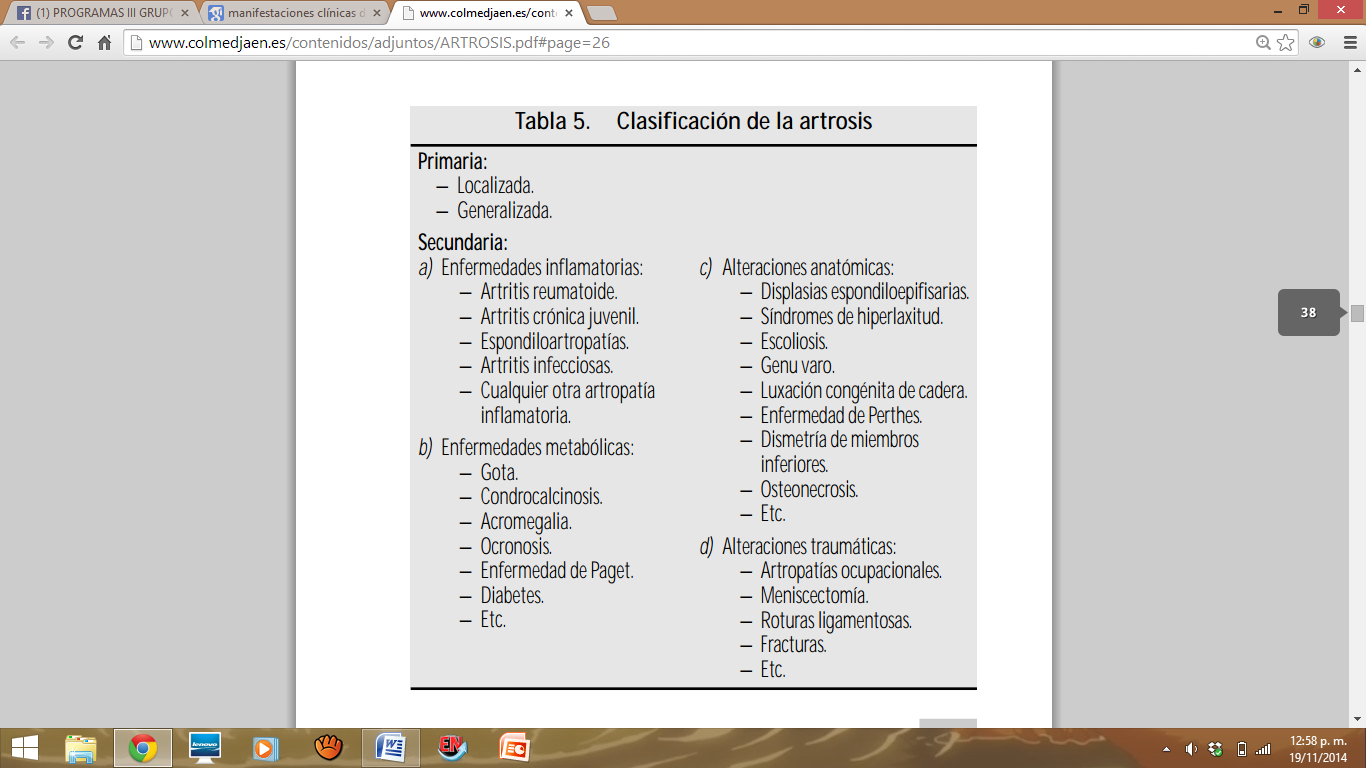 (1) PROGRAMAS III GRUPO
manifestaciones clínicas d
www.colmedjaen.es/cont
www.colmedjaen.es/contenidos/adjuntos/ARTROSIS.pdf#page=26
Tabla 5. Clasificación de la artrosis
Primaria:
– Localizada.
– Generalizada.
Secundaria:
a) Enfermedades inflamatorias:
– Artritis reumatoide.
– Artritis crónica juvenil.
– Espondiloartropatías.
– Artritis infecciosas.
– Cualquier otra artropatía
inflamatoria.
b) Enfermedades metabólicas:
– Gota.
– Condrocalcinosis.
– Acromegalia.
– Ocronosis.
– Enfermedad de Paget.
– Diabetes.
– Etc.
c) Alteraciones anatómicas:
– Displasias espondiloepifisarias.
– Síndromes de hiperlaxitud.
– Escoliosis.
– Genu varo.
– Luxación congénita de cadera.
– Enfermedad de Perthes.
– Dismetría de miembros
inferiores.
– Osteonecrosis.
– Etc.
d) Alteraciones traumáticas:
– Artropatías ocupacionales.
– Meniscectomía.
– Roturas ligamentosas.
– Fracturas.
– Etc.
38
lenovo
EN
12:58 p. m.
19/11/2014